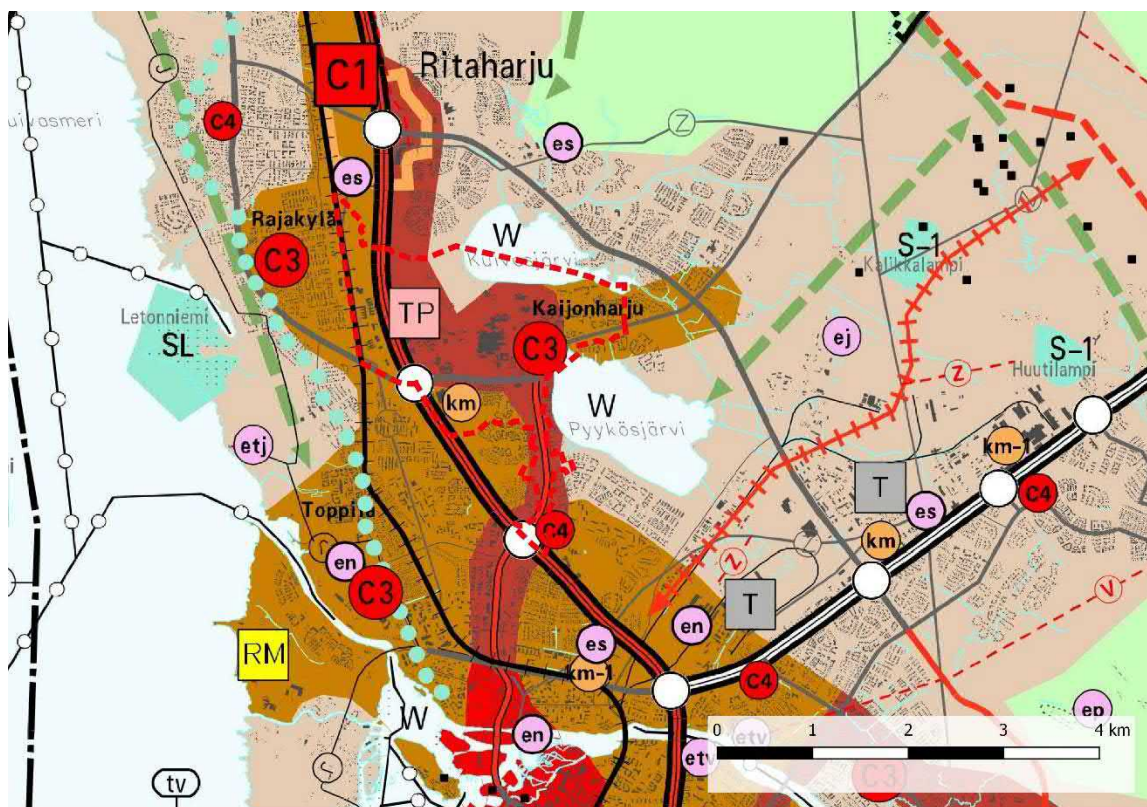 C1
Ritaharju
C4
Z
es
es
Rajakylä
C3
W
Kuivasjärvi
S-1
Kalikkalampi
Letonniemi
SL
TP
Kaijonharju
C3
ej
S-1
Huutilampi
Z
km
W
Pyykösjärvi
etj
km-1
T
C4
es
Toppila
km
C4
en
C3
Z
T
V
en
es
RM
km-1
C4
W
en
etv
etv
ep
0 1 2 3 4 km
C3
tv